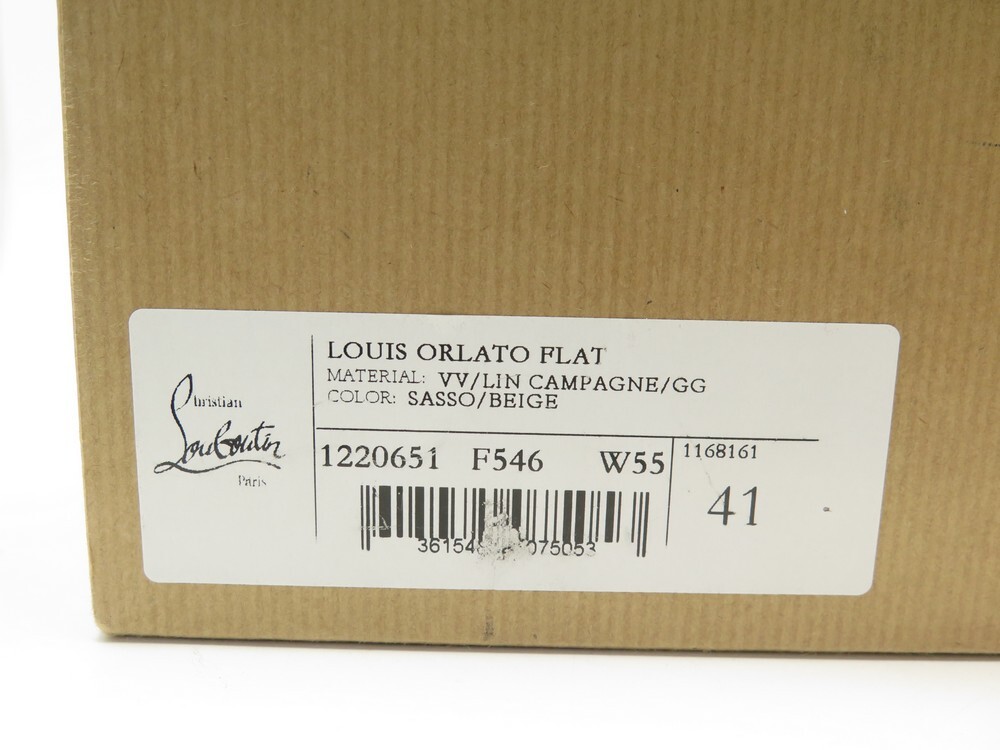 Christian
Louboutin
Paris
LOUIS ORLATO FLAT
MATERIAL: VV/LIN CAMPAGNE/GG
COLOR: SASSO/BEIGE
1220651 F546 W55
1168161
41